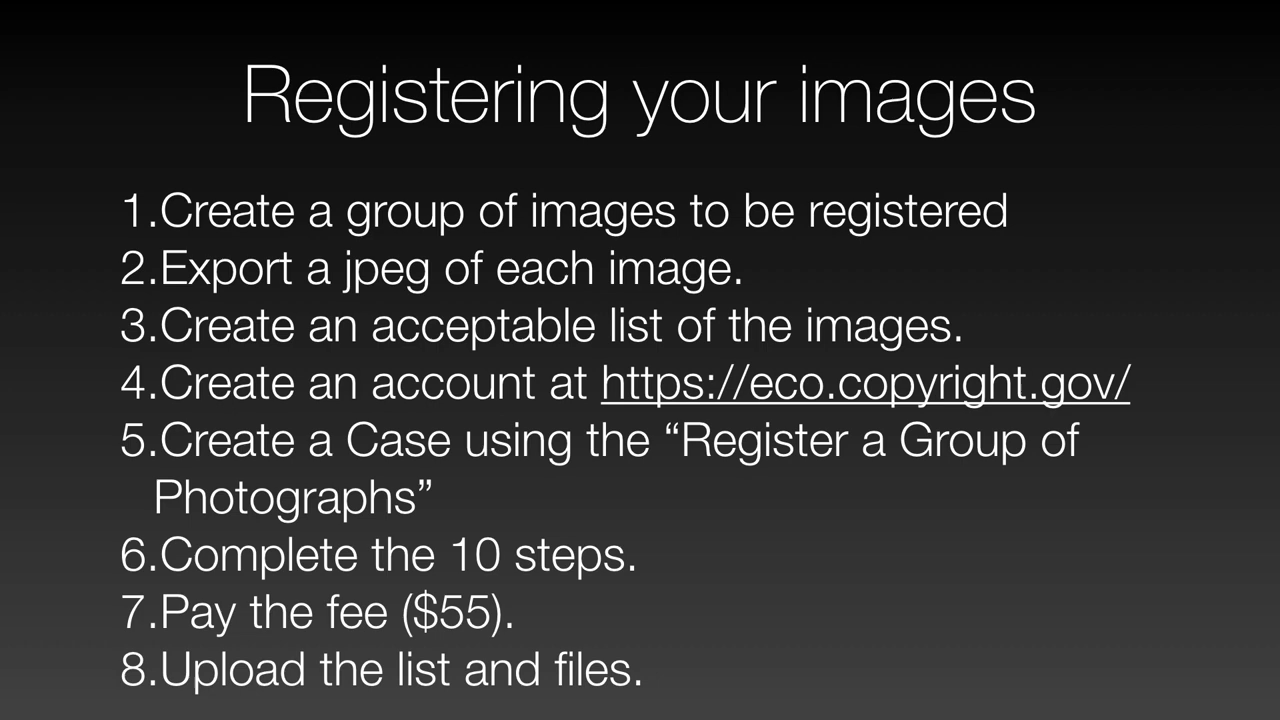 Registering your images
1.Create a group of images to be registered
2.Export a jpeg of each image.
3.Create an acceptable list of the images.
4.Create an account at https://eco.copyright.gov/
5.Create a Case using the “Register a Group of
Photographs”
6.Complete the 10 steps.
7.Pay the fee ($55).
8.Upload the list and files.